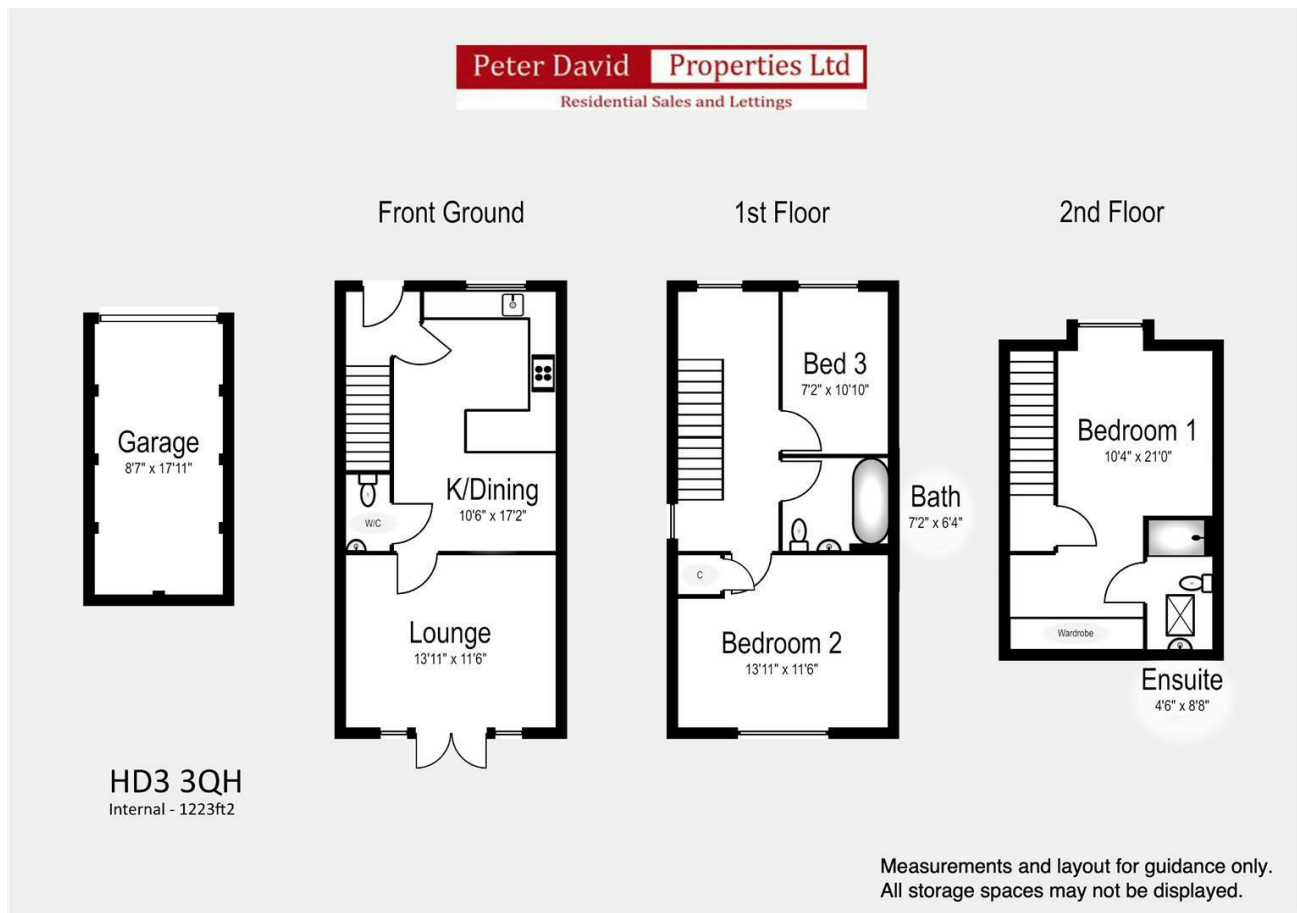 Peter David Properties Ltd
Residential Sales and Lettings
Front Ground
1st Floor
2nd Floor
Garage
8'7" x 17'11"
K/Dining
10'6" x 17'2"
W/C
Lounge
13'11" x 11'6"
Bed 3
7'2" x 10'10"
Bath
7'2" x 6'4"
C
Bedroom 2
13'11" x 11'6"
Bedroom 1
10'4" x 21'0"
Wardrobe
Ensuite
4'6" x 8'8"
HD3 3QH
Internal - 1223ft2
Measurements and layout for guidance only.
All storage spaces may not be displayed.